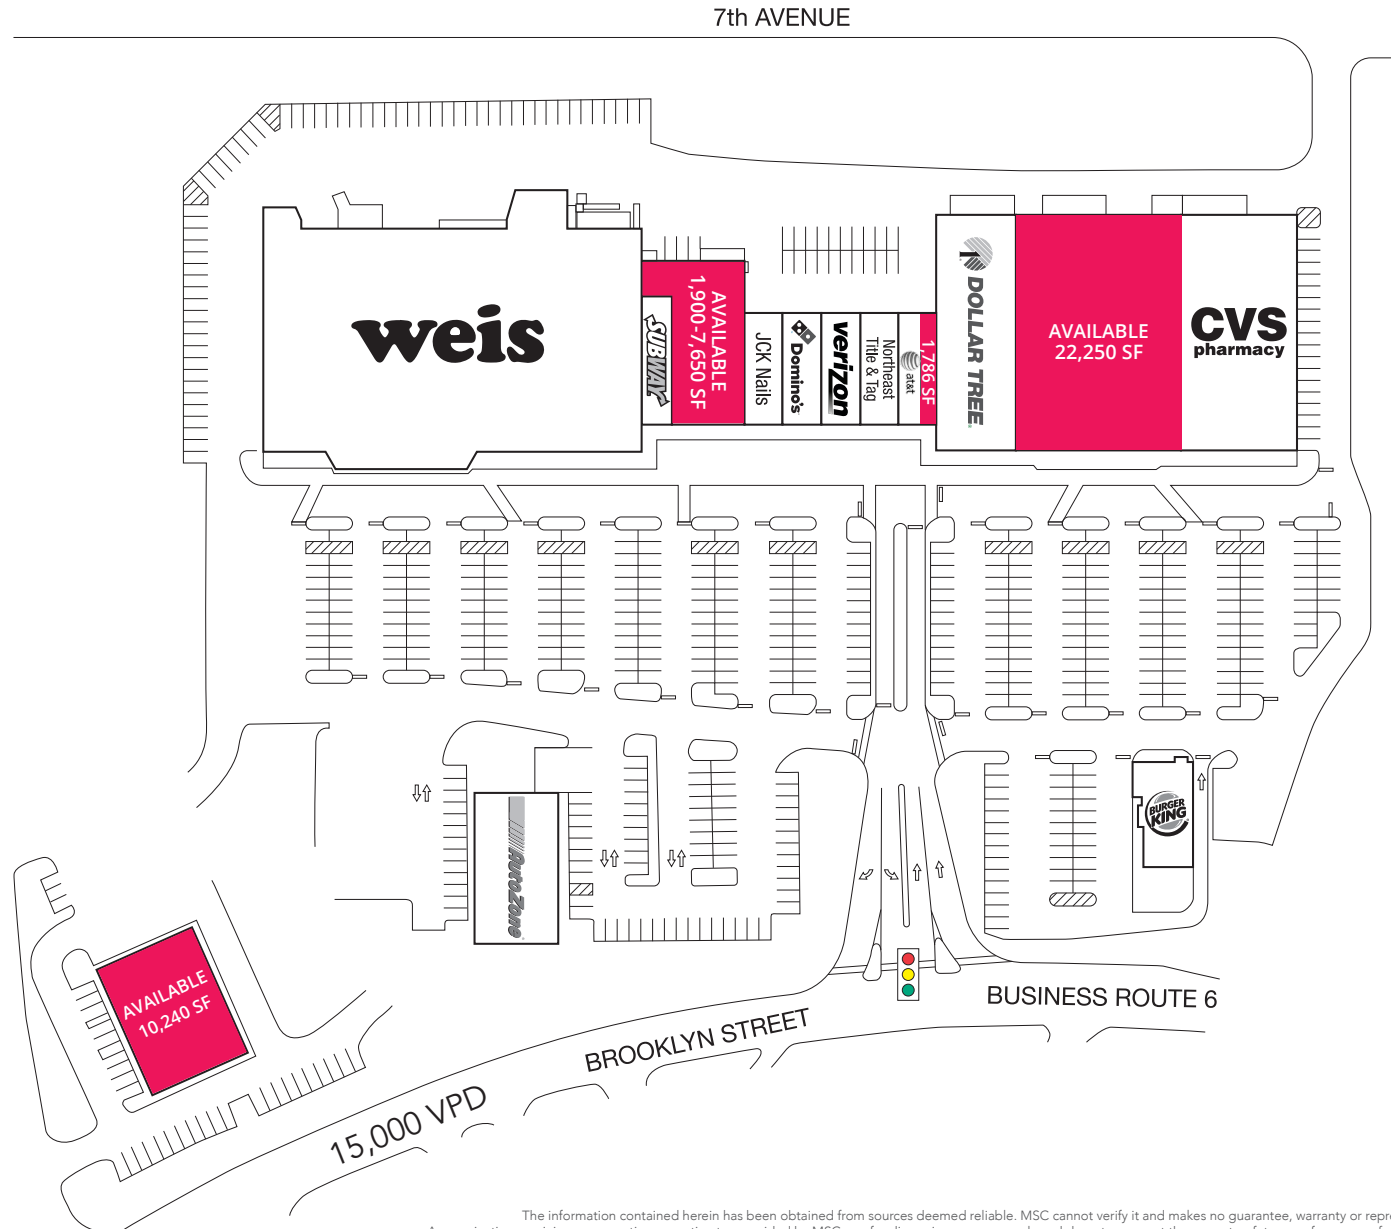 7th AVENUE
weis
SUBWAY
AVAILABLE
1,900-7,650 SF
JCK Nails
Domino's
verizon
Northeast
Title & Tag
at&t
1,786 SF
DOLLAR TREE
AVAILABLE
22,250 SF
CVS
pharmacy
AutoZone
BURGER
KING
AVAILABLE
10,240 SF
BUSINESS ROUTE 6
BROOKLYN STREET
15,000 VPD
The information contained herein has been obtained from sources deemed reliable. MSC cannot verify it and makes no guarantee, warranty or repr